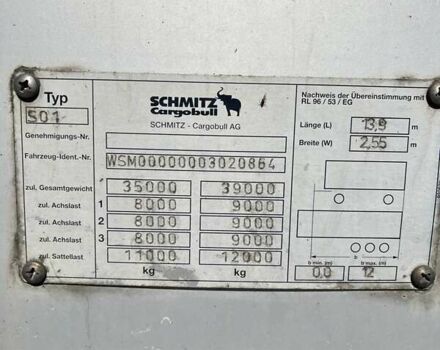 Typ
S01
SCHMITZ
Cargobull
SCHMITZ - Cargobull AG
Nachweis der Übereinstimmung mit
RL 96 / 53 / EG
Genehmigungs-Nr.
Länge (L) 13,9 m
Breite (W) 2,55 m
Fahrzeug-Ident.-Nr. WSM00000003020864
zul. Gesamtgewicht 35000 39000
zul. Achslast 1 8000 9000
zul. Achslast 2 8000 9000
zul. Achslast 3 8000 9000
zul. Sattellast 11000 12000
kg kg
b
b min. (m) b max. (m)
0,0 12